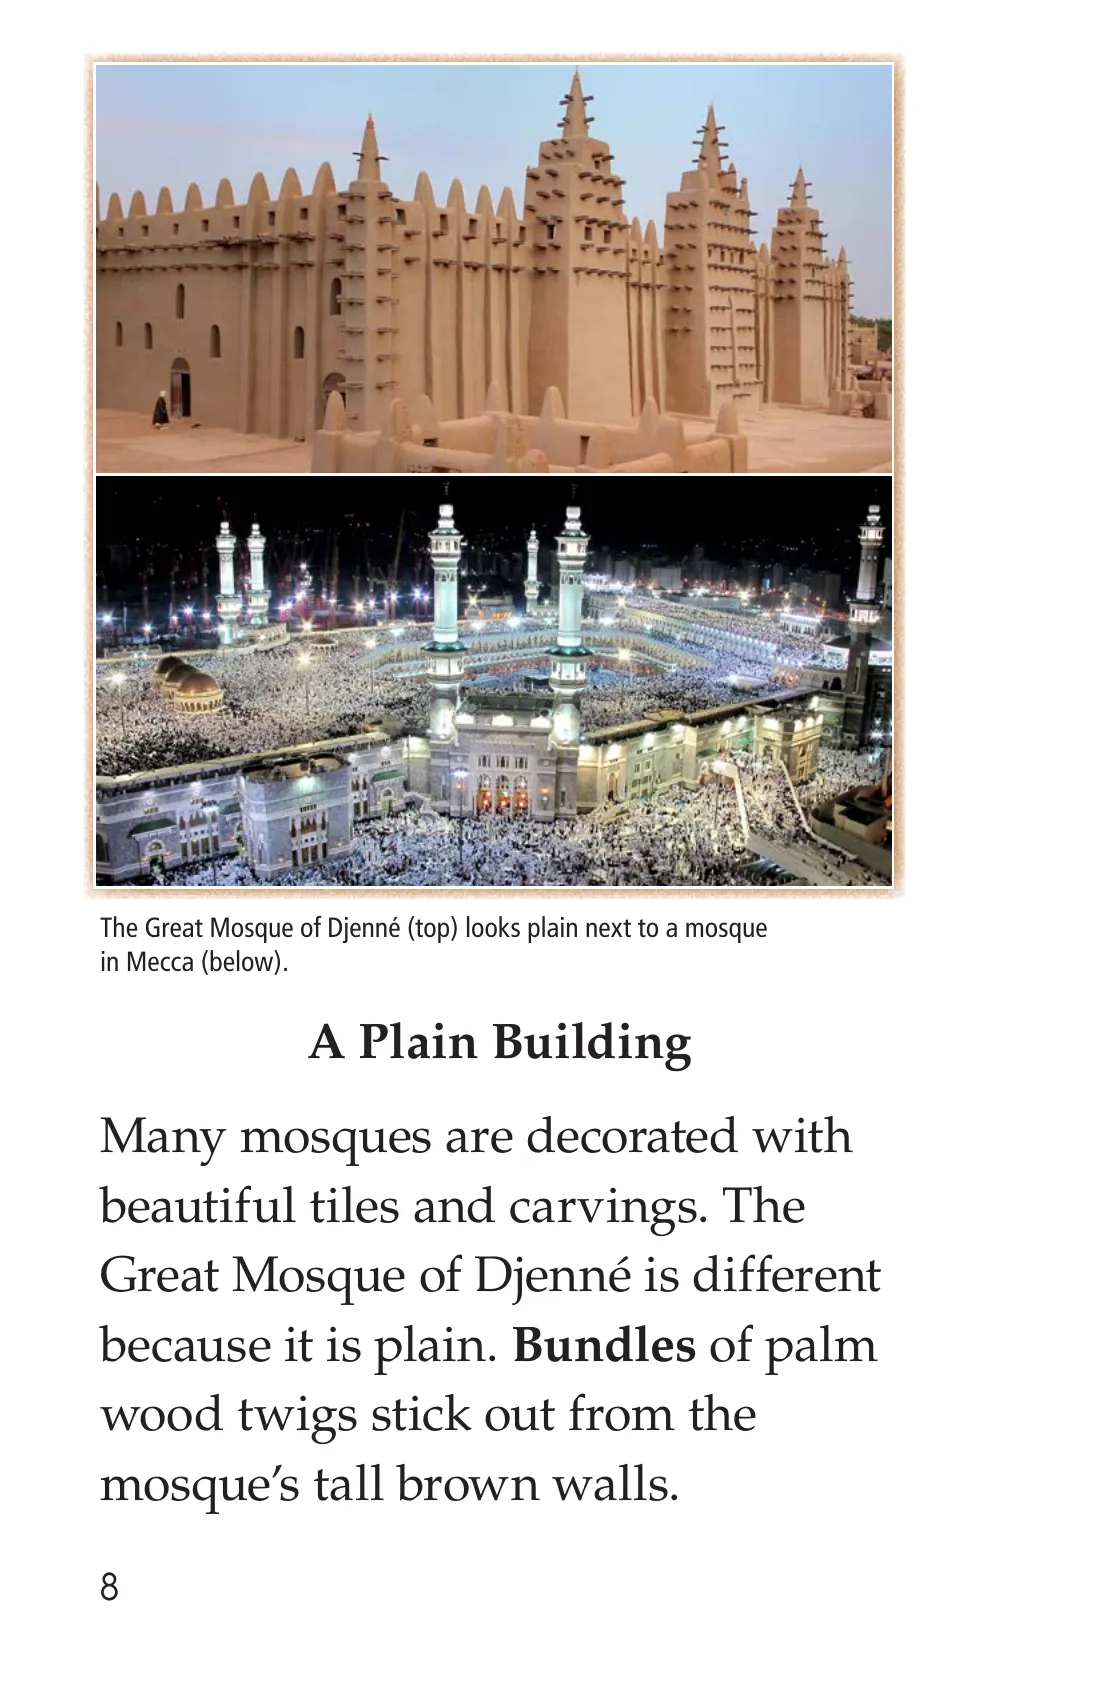 The Great Mosque of Djenné (top) looks plain next to a mosque
in Mecca (below).
A Plain Building
Many mosques are decorated with
beautiful tiles and carvings. The
Great Mosque of Djenné is different
because it is plain. Bundles of palm
wood twigs stick out from the
mosque’s tall brown walls.
8